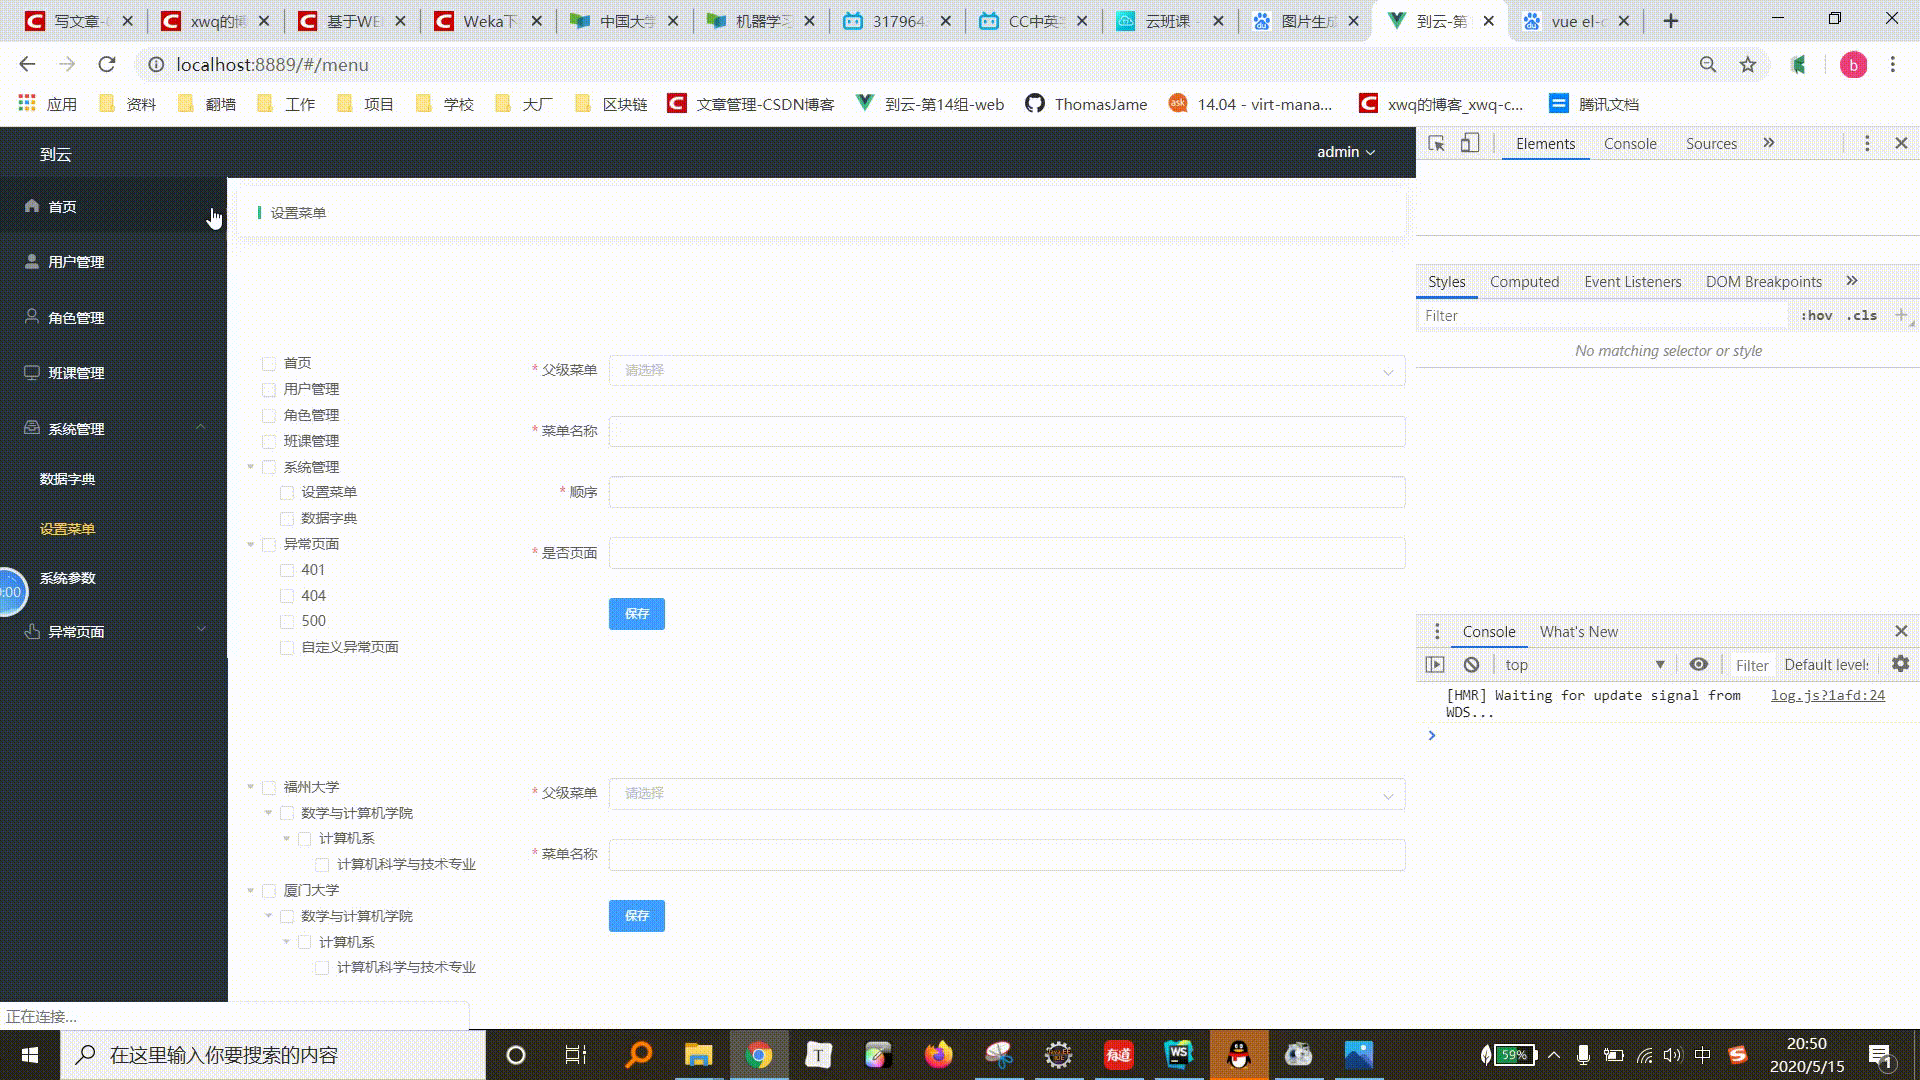 写文章-
xwq的博
基于WE
Weka下
中国大学
机器学习
317964
CC中英
云班课 -
图片生成
到云-第
vue el-
localhost:8889/#/menu
b
应用
资料
翻墙
工作
项目
学校
大厂
区块链
文章管理-CSDN博客
到云-第14组-web
ThomasJame
14.04 - virt-mana...
xwq的博客_xwq-c...
腾讯文档
到云
admin
首页
用户管理
角色管理
班课管理
系统管理
数据字典
设置菜单
系统参数
异常页面
:00
设置菜单
首页
用户管理
角色管理
班课管理
系统管理
设置菜单
数据字典
异常页面
401
404
500
自定义异常页面
* 父级菜单 请选择
* 菜单名称
* 顺序
* 是否页面
保存
福州大学
数学与计算机学院
计算机系
计算机科学与技术专业
厦门大学
数学与计算机学院
计算机系
计算机科学与技术专业
* 父级菜单 请选择
* 菜单名称
保存
Elements Console Sources
Styles Computed Event Listeners DOM Breakpoints
Filter :hov .cls
No matching selector or style
Console What's New
top Filter Default levels
[HMR] Waiting for update signal from log.js?1afd:24
WDS...
正在连接...
在这里输入你要搜索的内容
T
有道
WS
59%
中
S
20:50
2020/5/15
1